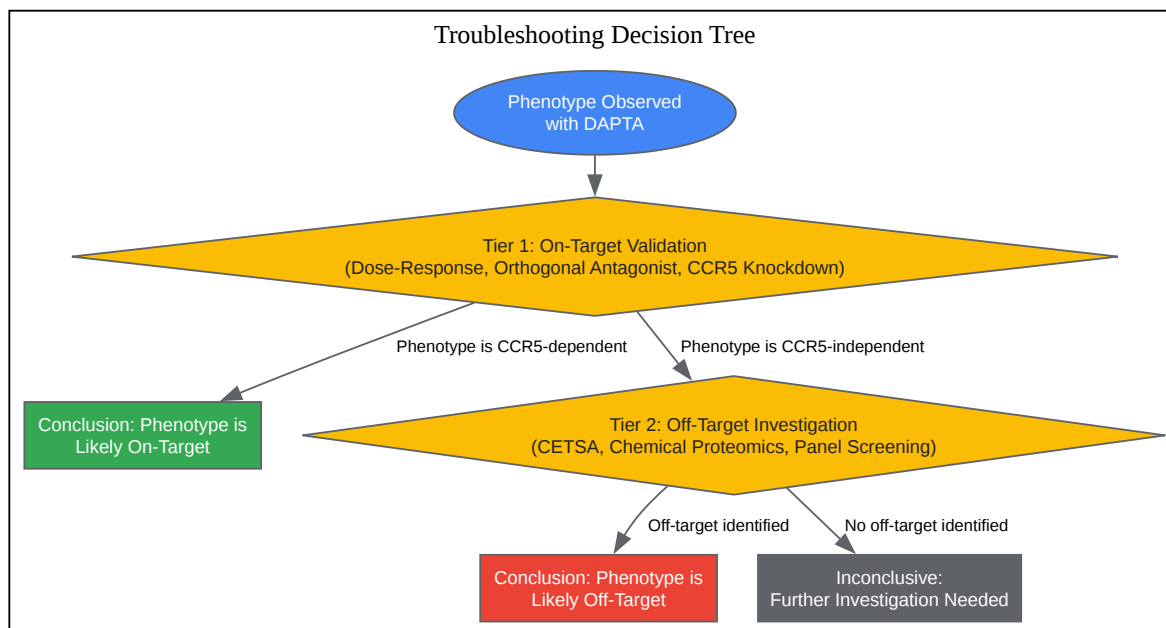 Troubleshooting Decision Tree
Phenotype Observed
with DAPTA
Tier 1: On-Target Validation
(Dose-Response, Orthogonal Antagonist, CCR5 Knockdown)
Phenotype is CCR5-dependent
Phenotype is CCR5-independent
Conclusion: Phenotype is
Likely On-Target
Tier 2: Off-Target Investigation
(CETSA, Chemical Proteomics, Panel Screening)
Off-target identified
No off-target identified
Conclusion: Phenotype is
Likely Off-Target
Inconclusive:
Further Investigation Needed